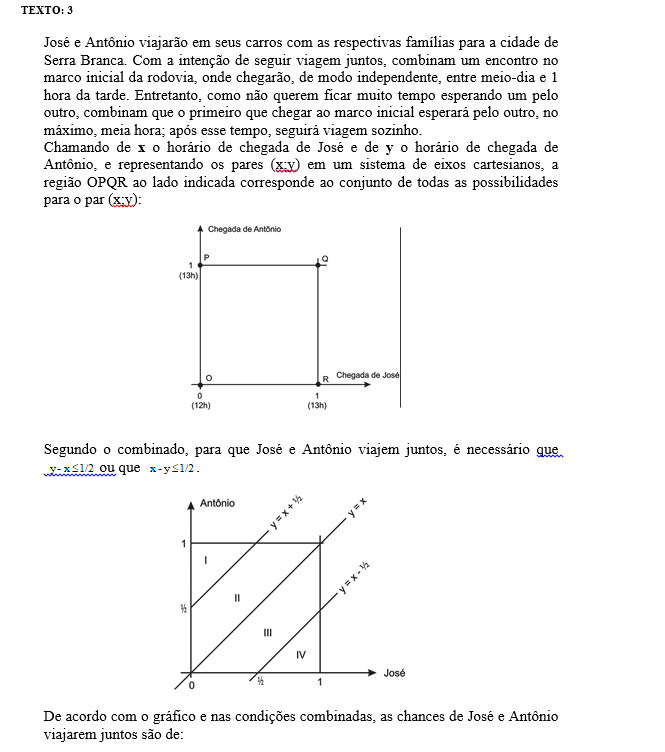 TEXTO: 3
José e Antônio viajarão em seus carros com as respectivas famílias para a cidade de
Serra Branca. Com a intenção de seguir viagem juntos, combinam um encontro no
marco inicial da rodovia, onde chegarão, de modo independente, entre meio-dia e 1
hora da tarde. Entretanto, como não querem ficar muito tempo esperando um pelo
outro, combinam que o primeiro que chegar ao marco inicial esperará pelo outro, no
máximo, meia hora; após esse tempo, seguirá viagem sozinho.
Chamando de x o horário de chegada de José e de y o horário de chegada de
Antônio, e representando os pares (x;y) em um sistema de eixos cartesianos, a
região OPQR ao lado indicada corresponde ao conjunto de todas as possibilidades
para o par (x;y):
Chegada de Antônio
P
Q
1
(13h)
O
R
Chegada de José
0
(12h)
1
(13h)
Segundo o combinado, para que José e Antônio viajem juntos, é necessário que
y - x ≤ 1/2 ou que x - y ≤ 1/2.
Antônio
y = x + ½
y = x
1
I
y = x - ½
II
½
III
IV
José
0
½
1
De acordo com o gráfico e nas condições combinadas, as chances de José e Antônio
viajarem juntos são de: